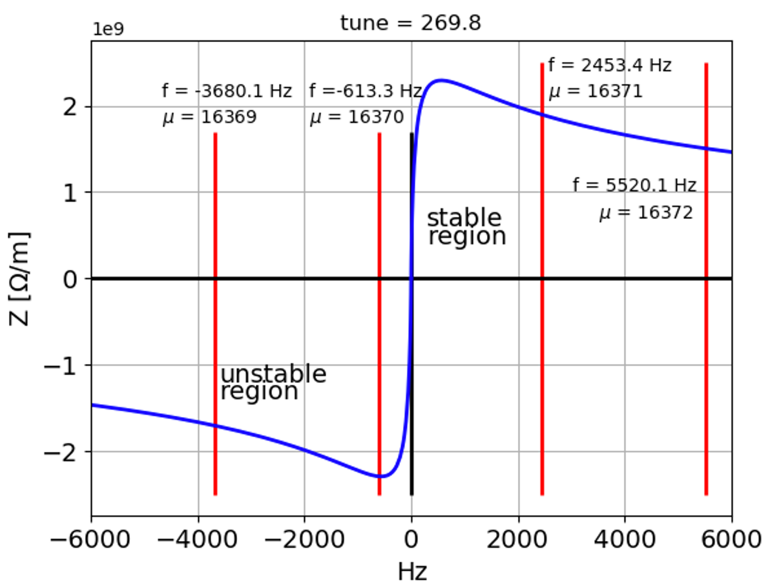 tune = 269.8
1e9
f = -3680.1 Hz
μ = 16369
f =-613.3 Hz
μ = 16370
f = 2453.4 Hz
μ = 16371
f = 5520.1 Hz
μ = 16372
stable
region
unstable
region
Z [Ω/m]
2
1
0
−1
−2
−6000 −4000 −2000 0 2000 4000 6000
Hz